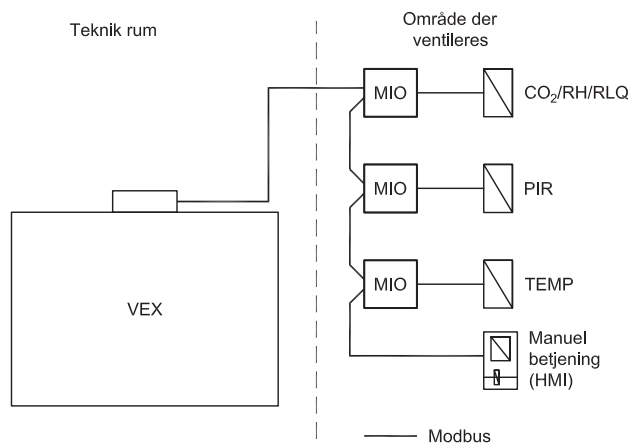 Teknik rum
Område der
ventileres
MIO
CO₂/RH/RLQ
MIO
PIR
VEX
MIO
TEMP
Manuel
betjening
(HMI)
Modbus